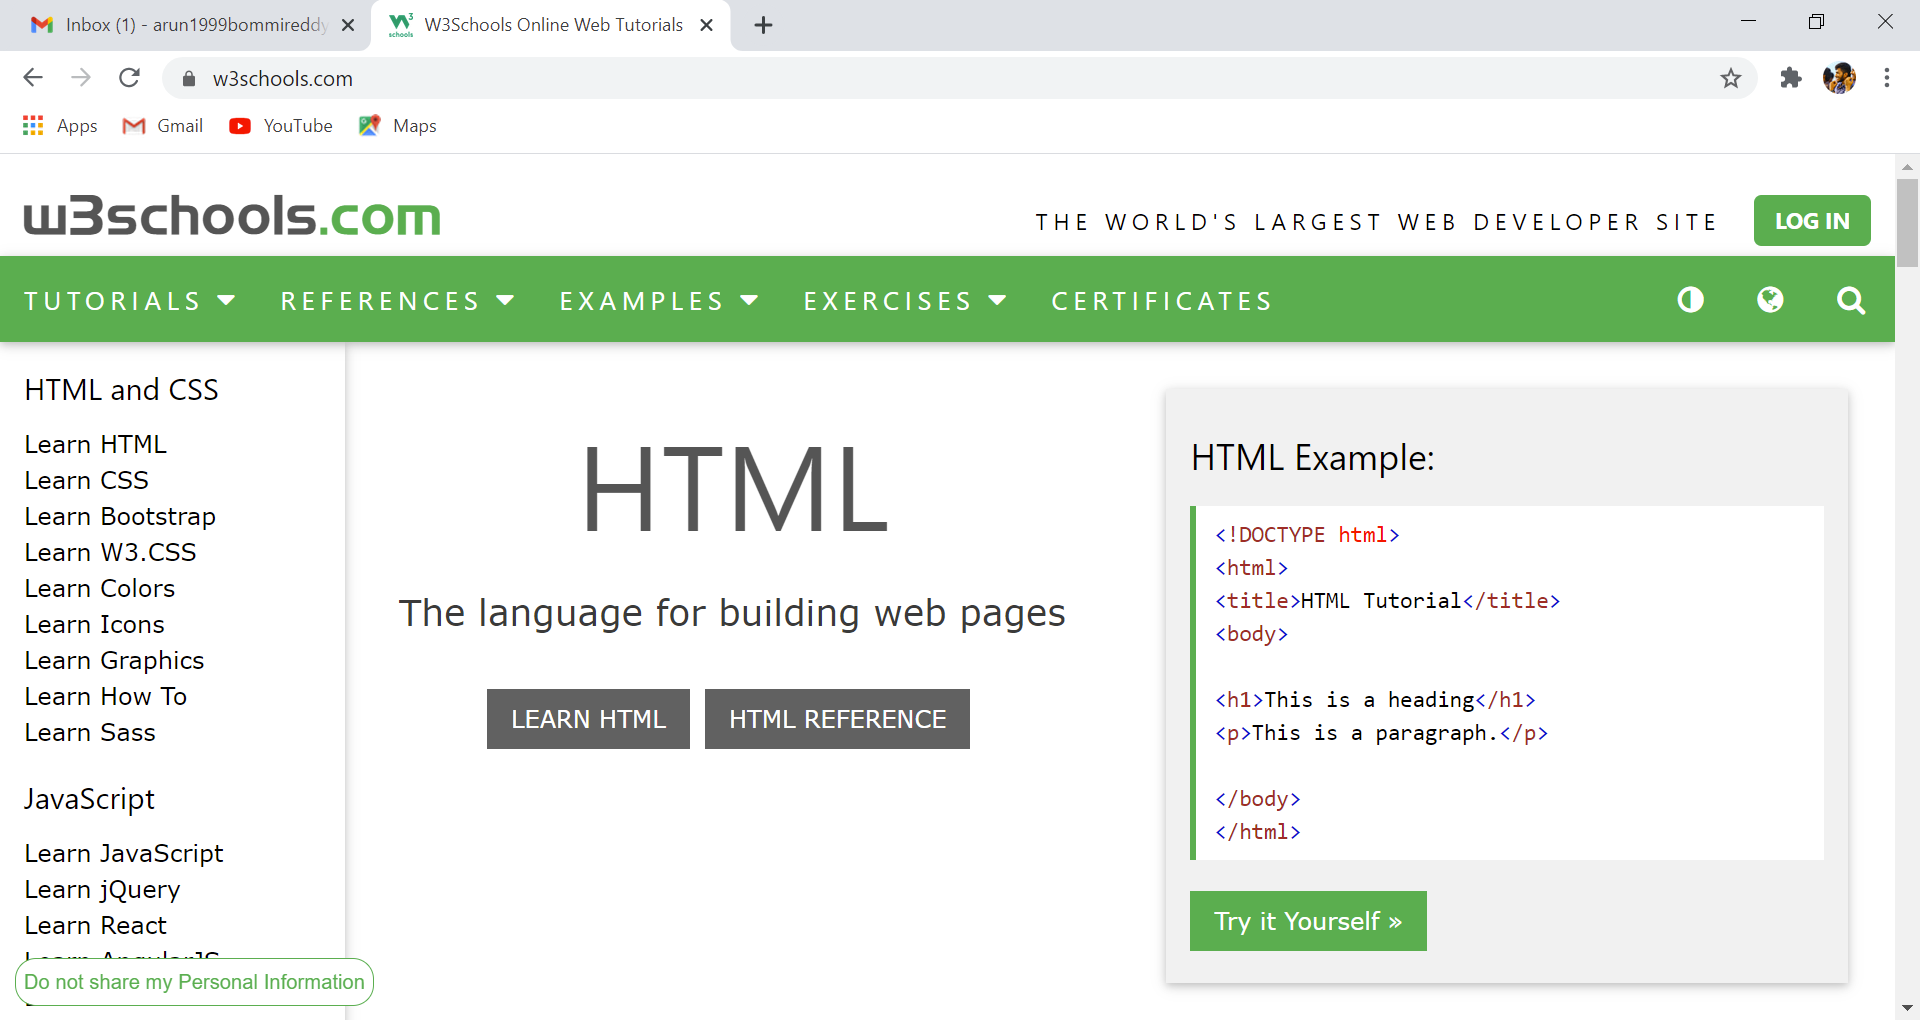 Inbox (1) - arun1999bommireddy
W3Schools Online Web Tutorials
w3schools.com
Apps
Gmail
YouTube
Maps
w3schools.com
THE WORLD'S LARGEST WEB DEVELOPER SITE
LOG IN
TUTORIALS
REFERENCES
EXAMPLES
EXERCISES
CERTIFICATES
HTML and CSS
Learn HTML
Learn CSS
Learn Bootstrap
Learn W3.CSS
Learn Colors
Learn Icons
Learn Graphics
Learn How To
Learn Sass
JavaScript
Learn JavaScript
Learn jQuery
Learn React
Learn AngularJS
Do not share my Personal Information
HTML
The language for building web pages
LEARN HTML
HTML REFERENCE
HTML Example:
<!DOCTYPE html>
<html>
<title>HTML Tutorial</title>
<body>
<h1>This is a heading</h1>
<p>This is a paragraph.</p>
</body>
</html>
Try it Yourself »